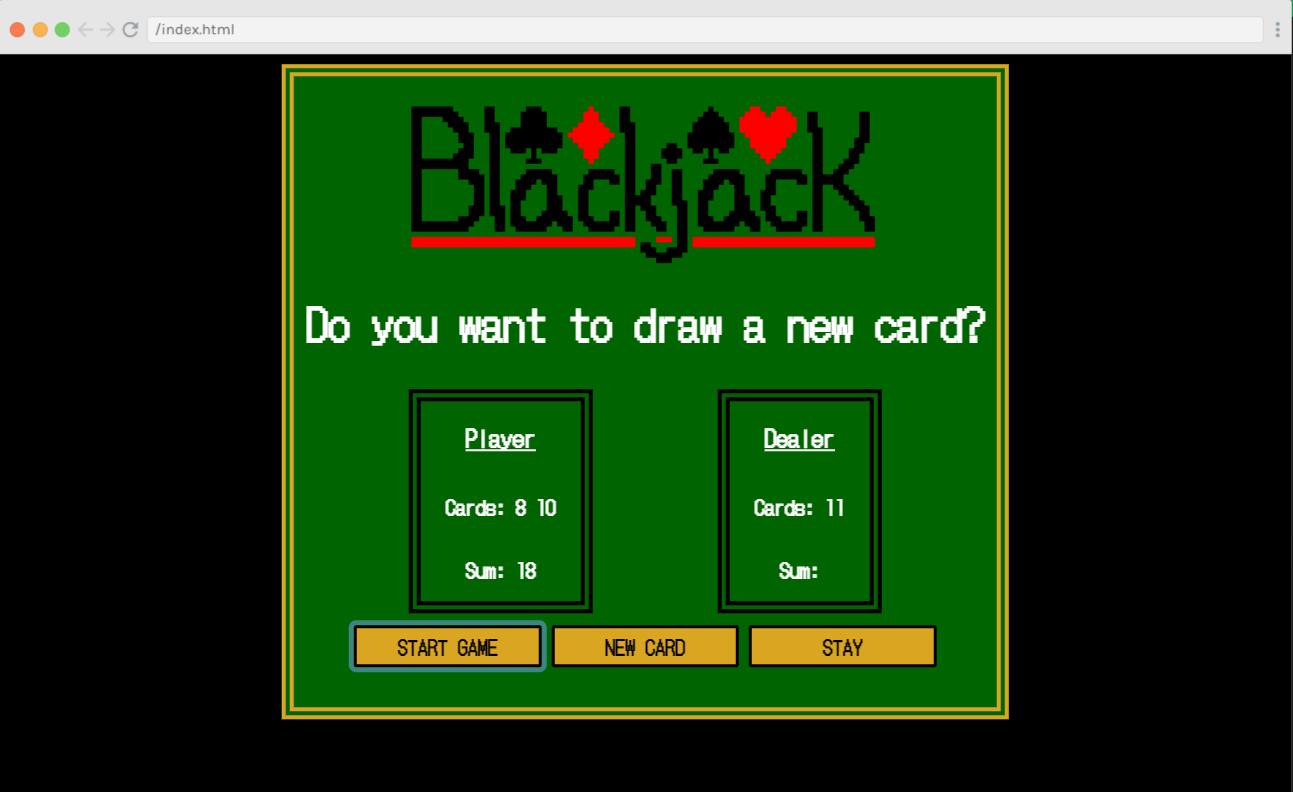 /index.html
BlackjacK
Do you want to draw a new card?
Player
Cards: 8 10
Sum: 18
Dealer
Cards: 11
Sum:
START GAME
NEW CARD
STAY